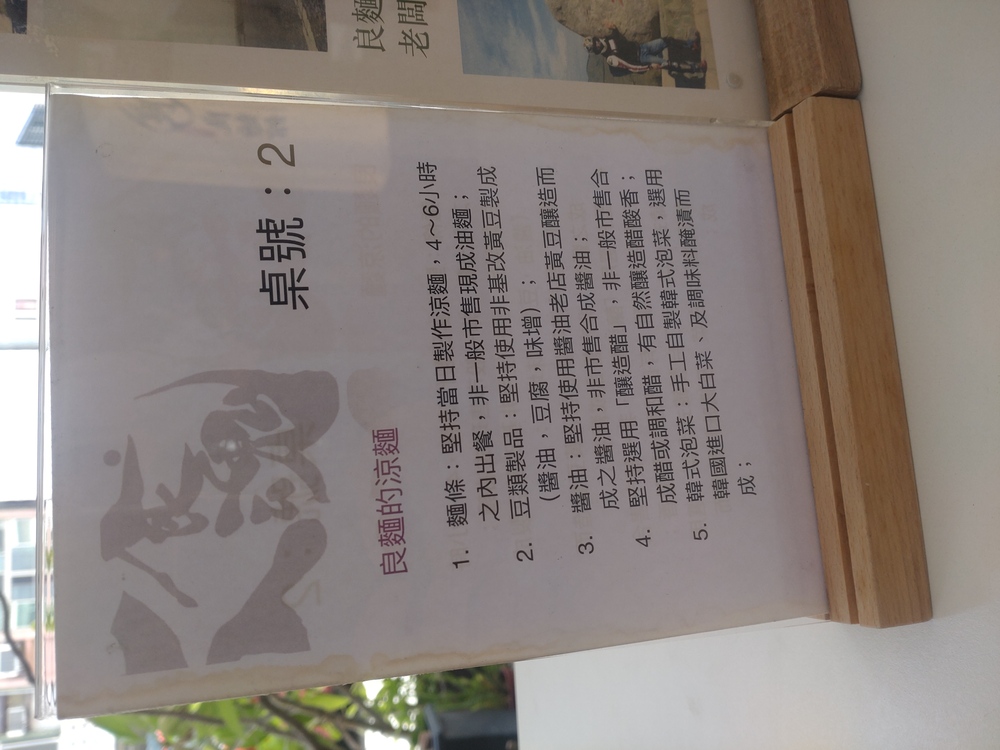 良麵
老闆
桌號：2
良麵的涼麵
1. 麵條：堅持當日製作涼麵，4～6小時
之內出餐，非一般市售現成油麵；
2. 豆類製品：堅持使用非基改黃豆製成
（醬油，豆腐，味增）；
3. 醬油：堅持使用醬油老店黃豆釀造而
成之醬油，非市售合成醬油；
4. 堅持選用「釀造醋」，非一般市售合
成醋或調和醋，有自然釀造醋酸香；
5. 韓式泡菜：手工自製韓式泡菜，選用
韓國進口大白菜、及調味料醃漬而
成；